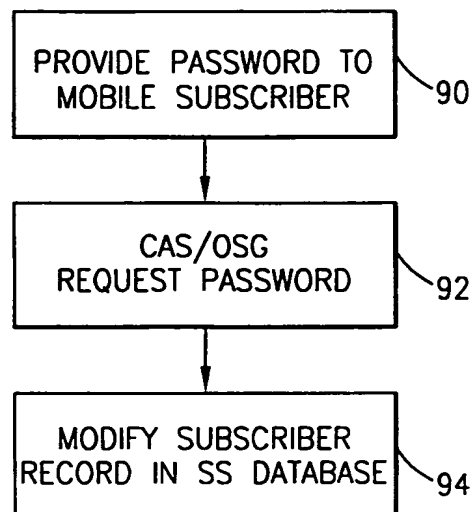 PROVIDE PASSWORD TO
MOBILE SUBSCRIBER
90
CAS/OSG
REQUEST PASSWORD
92
MODIFY SUBSCRIBER
RECORD IN SS DATABASE
94